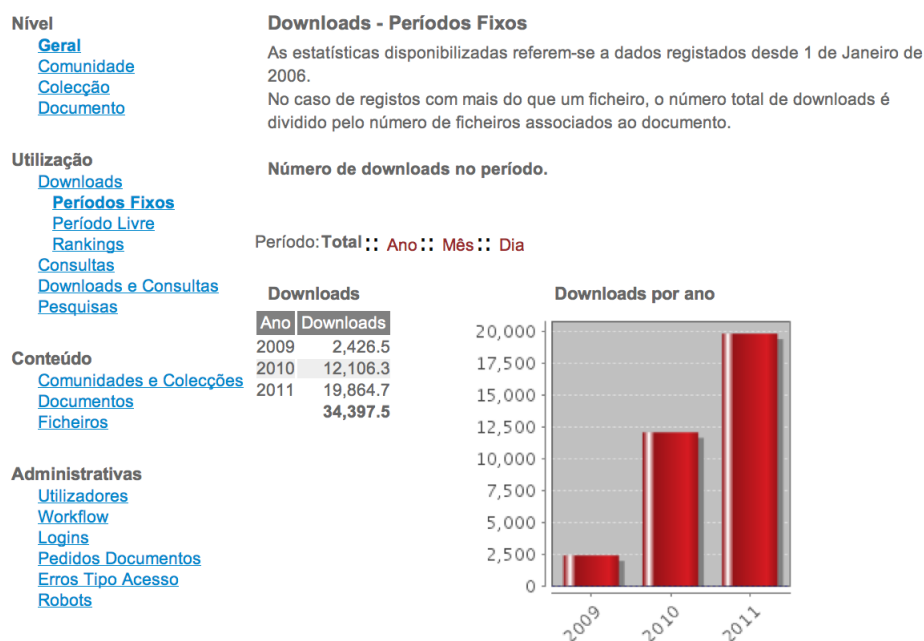 Nível
Geral
Comunidade
Colecção
Documento
Utilização
Downloads
Períodos Fixos
Período Livre
Rankings
Consultas
Downloads e Consultas
Pesquisas
Conteúdo
Comunidades e Colecções
Documentos
Ficheiros
Administrativas
Utilizadores
Workflow
Logins
Pedidos Documentos
Erros Tipo Acesso
Robots
Downloads - Períodos Fixos
As estatísticas disponibilizadas referem-se a dados registados desde 1 de Janeiro de
2006.
No caso de registos com mais do que um ficheiro, o número total de downloads é
dividido pelo número de ficheiros associados ao documento.
Número de downloads no período.
Período: Total :: Ano :: Mês :: Dia
Downloads
Ano Downloads
2009 2,426.5
2010 12,106.3
2011 19,864.7
34,397.5
Downloads por ano
20,000
17,500
15,000
12,500
10,000
7,500
5,000
2,500
0
2009 2010 2011